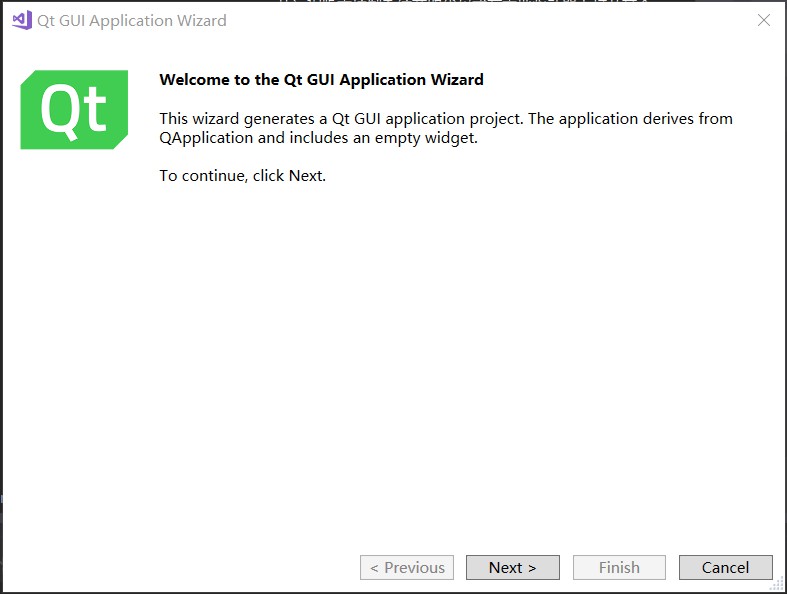 Qt GUI Application Wizard
Qt
Welcome to the Qt GUI Application Wizard
This wizard generates a Qt GUI application project. The application derives from
QApplication and includes an empty widget.
To continue, click Next.
< Previous
Next >
Finish
Cancel